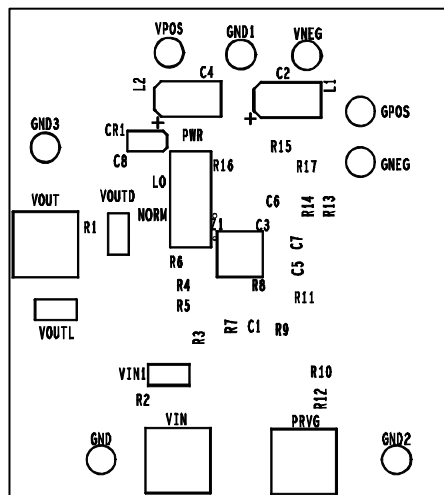 VPOS
GND1
VNEG
L2
C4
C2
L1
GPOS
CR1
PWR
GND3
C8
R15
GNEG
R16
R17
LO
VOUT
VOUTD
C6
R14
R13
R1
NORM
C3
C7
R6
C5
R4
R8
R5
R11
VOUTL
R3
R7
C1
R9
VIN1
R10
R2
R12
VIN
PRVG
GND
GND2